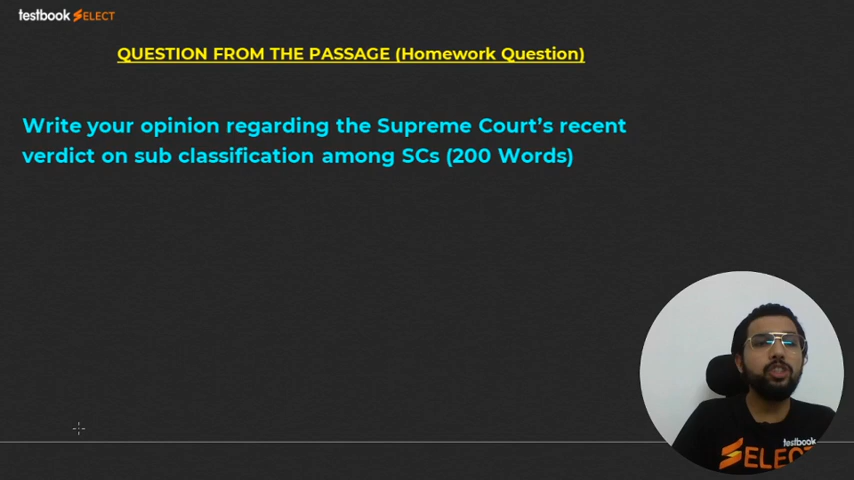 testbook SELECT
QUESTION FROM THE PASSAGE (Homework Question)
Write your opinion regarding the Supreme Court's recent
verdict on sub classification among SCs (200 Words)
testbook
SELECT